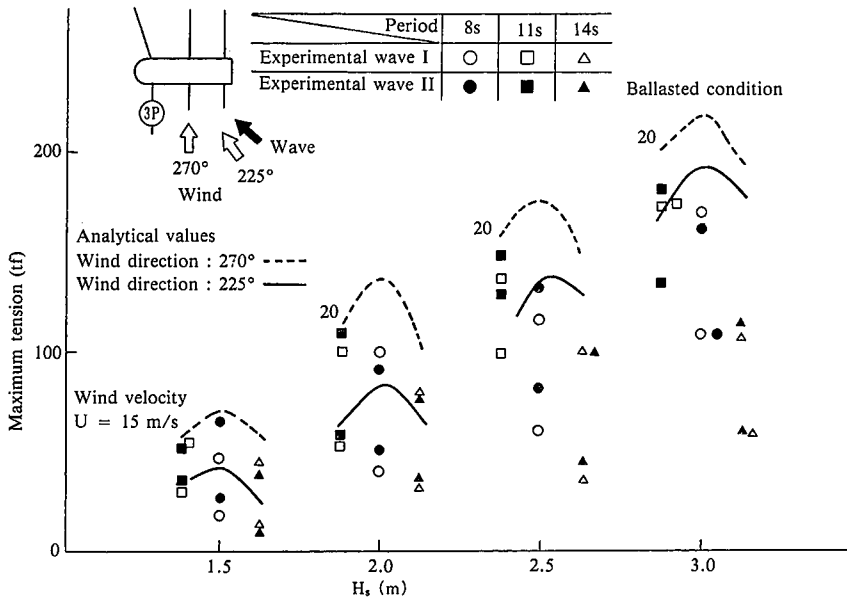 Period 8s 11s 14s
Experimental wave I
Experimental wave II
3P
270°
Wind
225°
Wave
Ballasted condition
Analytical values
Wind direction : 270°
Wind direction : 225°
Wind velocity
U = 15 m/s
20
20
20
Maximum tension (tf)
200
100
0
1.5 2.0 2.5 3.0
Hs (m)